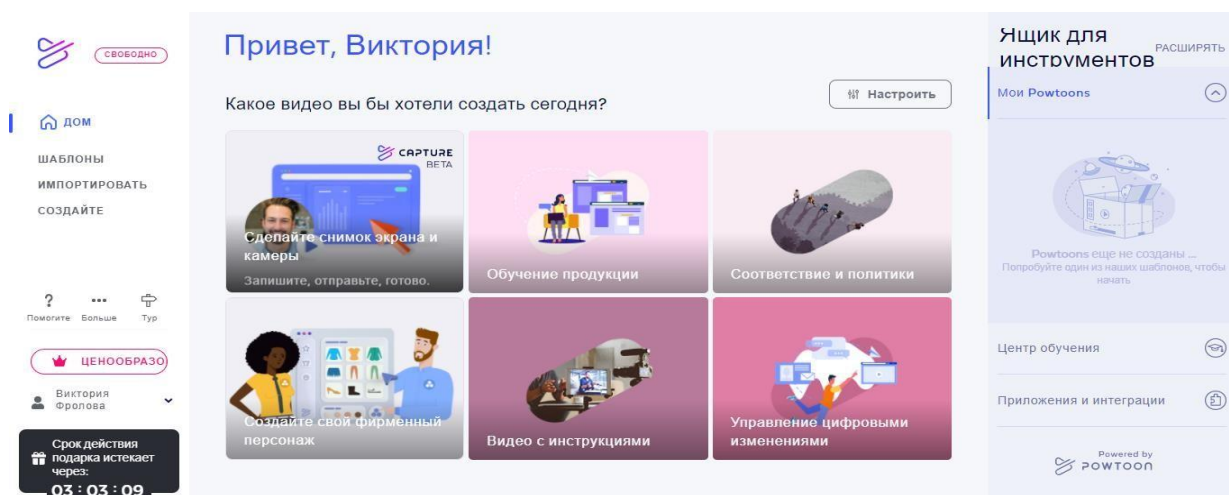 СВОБОДНО
ДОМ
ШАБЛОНЫ
ИМПОРТИРОВАТЬ
СОЗДАЙТЕ
?
Помогите Больше Тур
ЦЕНООБРАЗО
Виктория
Фролова
Срок действия
подарка истекает
через:
03 : 03 : 09
Привет, Виктория!
Какое видео вы бы хотели создать сегодня?
Настроить
CAPTURE
BETA
Сделайте снимок экрана и
камеры
Запишите, отправьте, готово.
Обучение продукции
Соответствие и политики
Создайте свой фирменный
персонаж
Видео с инструкциями
Управление цифровыми
изменениями
Ящик для
инструментов
РАСШИРЯТЬ
Мои Powtoons
Powtoons еще не созданы ...
Попробуйте один из наших шаблонов, чтобы
начать
Центр обучения
Приложения и интеграции
Powered by
POWTOON